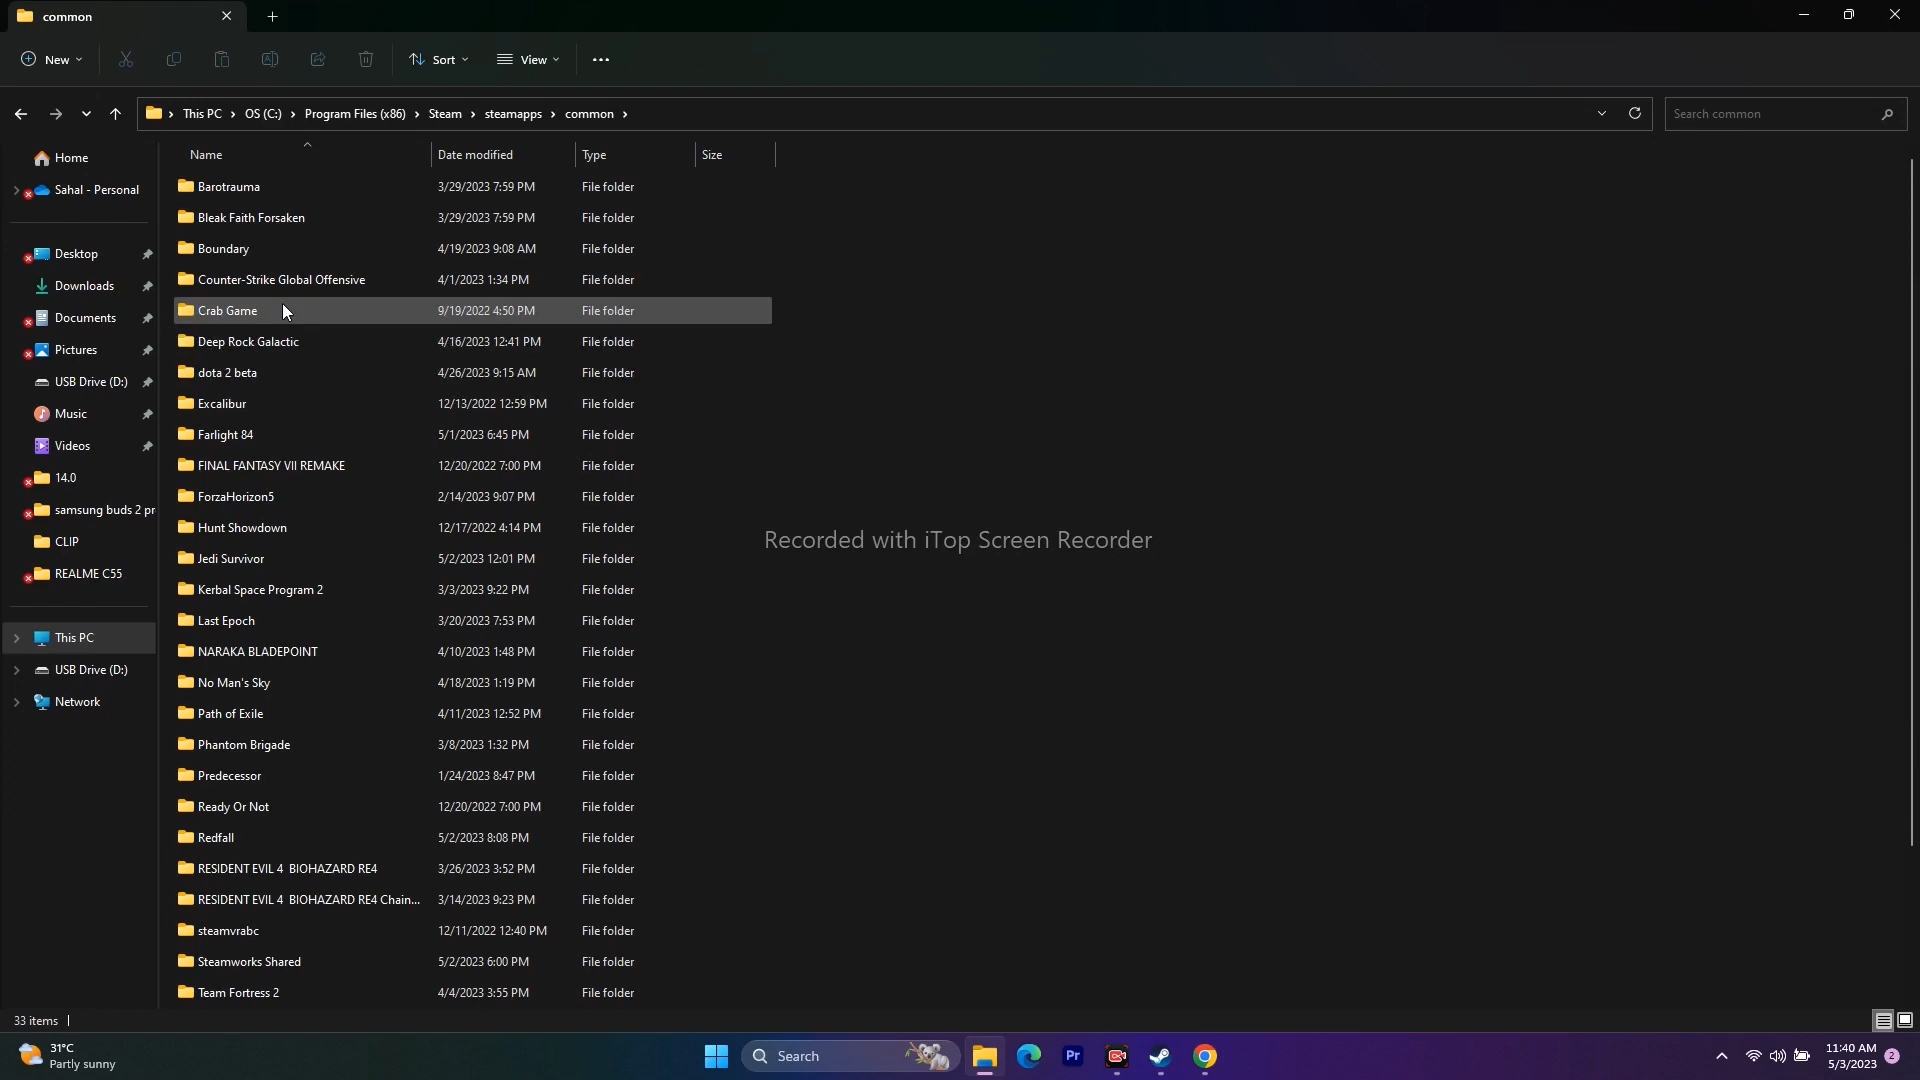 common
New
Sort
View
This PC > OS (C:) > Program Files (x86) > Steam > steamapps > common >
Search common
Home
Sahal - Personal
Desktop
Downloads
Documents
Pictures
USB Drive (D:)
Music
Videos
14.0
samsung buds 2 pr
CLIP
REALME C55
This PC
USB Drive (D:)
Network
Name Date modified Type Size
Barotrauma 3/29/2023 7:59 PM File folder
Bleak Faith Forsaken 3/29/2023 7:59 PM File folder
Boundary 4/19/2023 9:08 AM File folder
Counter-Strike Global Offensive 4/1/2023 1:34 PM File folder
Crab Game 9/19/2022 4:50 PM File folder
Deep Rock Galactic 4/16/2023 12:41 PM File folder
dota 2 beta 4/26/2023 9:15 AM File folder
Excalibur 12/13/2022 12:59 PM File folder
Farlight 84 5/1/2023 6:45 PM File folder
FINAL FANTASY VII REMAKE 12/20/2022 7:00 PM File folder
ForzaHorizon5 2/14/2023 9:07 PM File folder
Hunt Showdown 12/17/2022 4:14 PM File folder
Jedi Survivor 5/2/2023 12:01 PM File folder
Kerbal Space Program 2 3/3/2023 9:22 PM File folder
Last Epoch 3/20/2023 7:53 PM File folder
NARAKA BLADEPOINT 4/10/2023 1:48 PM File folder
No Man's Sky 4/18/2023 1:19 PM File folder
Path of Exile 4/11/2023 12:52 PM File folder
Phantom Brigade 3/8/2023 1:32 PM File folder
Predecessor 1/24/2023 8:47 PM File folder
Ready Or Not 12/20/2022 7:00 PM File folder
Redfall 5/2/2023 8:08 PM File folder
RESIDENT EVIL 4 BIOHAZARD RE4 3/26/2023 3:52 PM File folder
RESIDENT EVIL 4 BIOHAZARD RE4 Chain... 3/14/2023 9:23 PM File folder
steamvrabc 12/11/2022 12:40 PM File folder
Steamworks Shared 5/2/2023 6:00 PM File folder
Team Fortress 2 4/4/2023 3:55 PM File folder
Recorded with iTop Screen Recorder
33 items
31°C
Partly sunny
Search
Pr
11:40 AM
5/3/2023
2